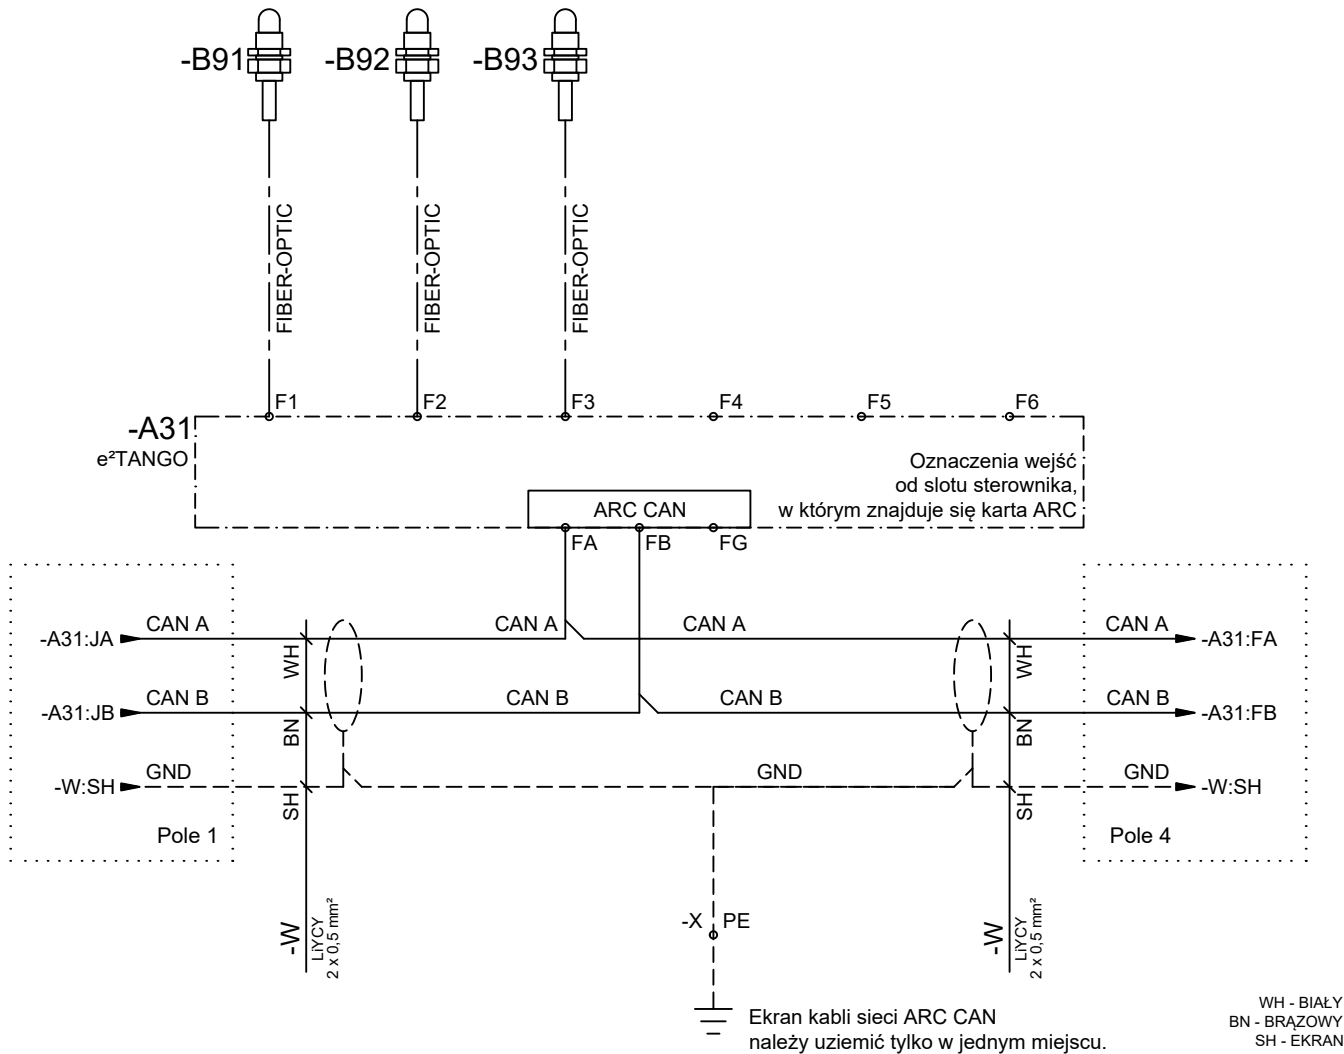 -B91
-B92
-B93
FIBER-OPTIC
FIBER-OPTIC
FIBER-OPTIC
F1
F2
F3
F4
F5
F6
-A31
e²TANGO
Oznaczenia wejść
od slotu sterownika,
w którym znajduje się karta ARC
ARC CAN
FA
FB
FG
-A31:JA
CAN A
CAN A
CAN A
CAN A
-A31:FA
WH
WH
-A31:JB
CAN B
CAN B
CAN B
CAN B
-A31:FB
BN
BN
-W:SH
GND
GND
GND
-W:SH
SH
SH
Pole 1
Pole 4
-W
LiYCY
2 x 0,5 mm²
-X
PE
-W
LiYCY
2 x 0,5 mm²
Ekran kabli sieci ARC CAN
należy uziemić tylko w jednym miejscu.
WH - BIAŁY
BN - BRĄZOWY
SH - EKRAN